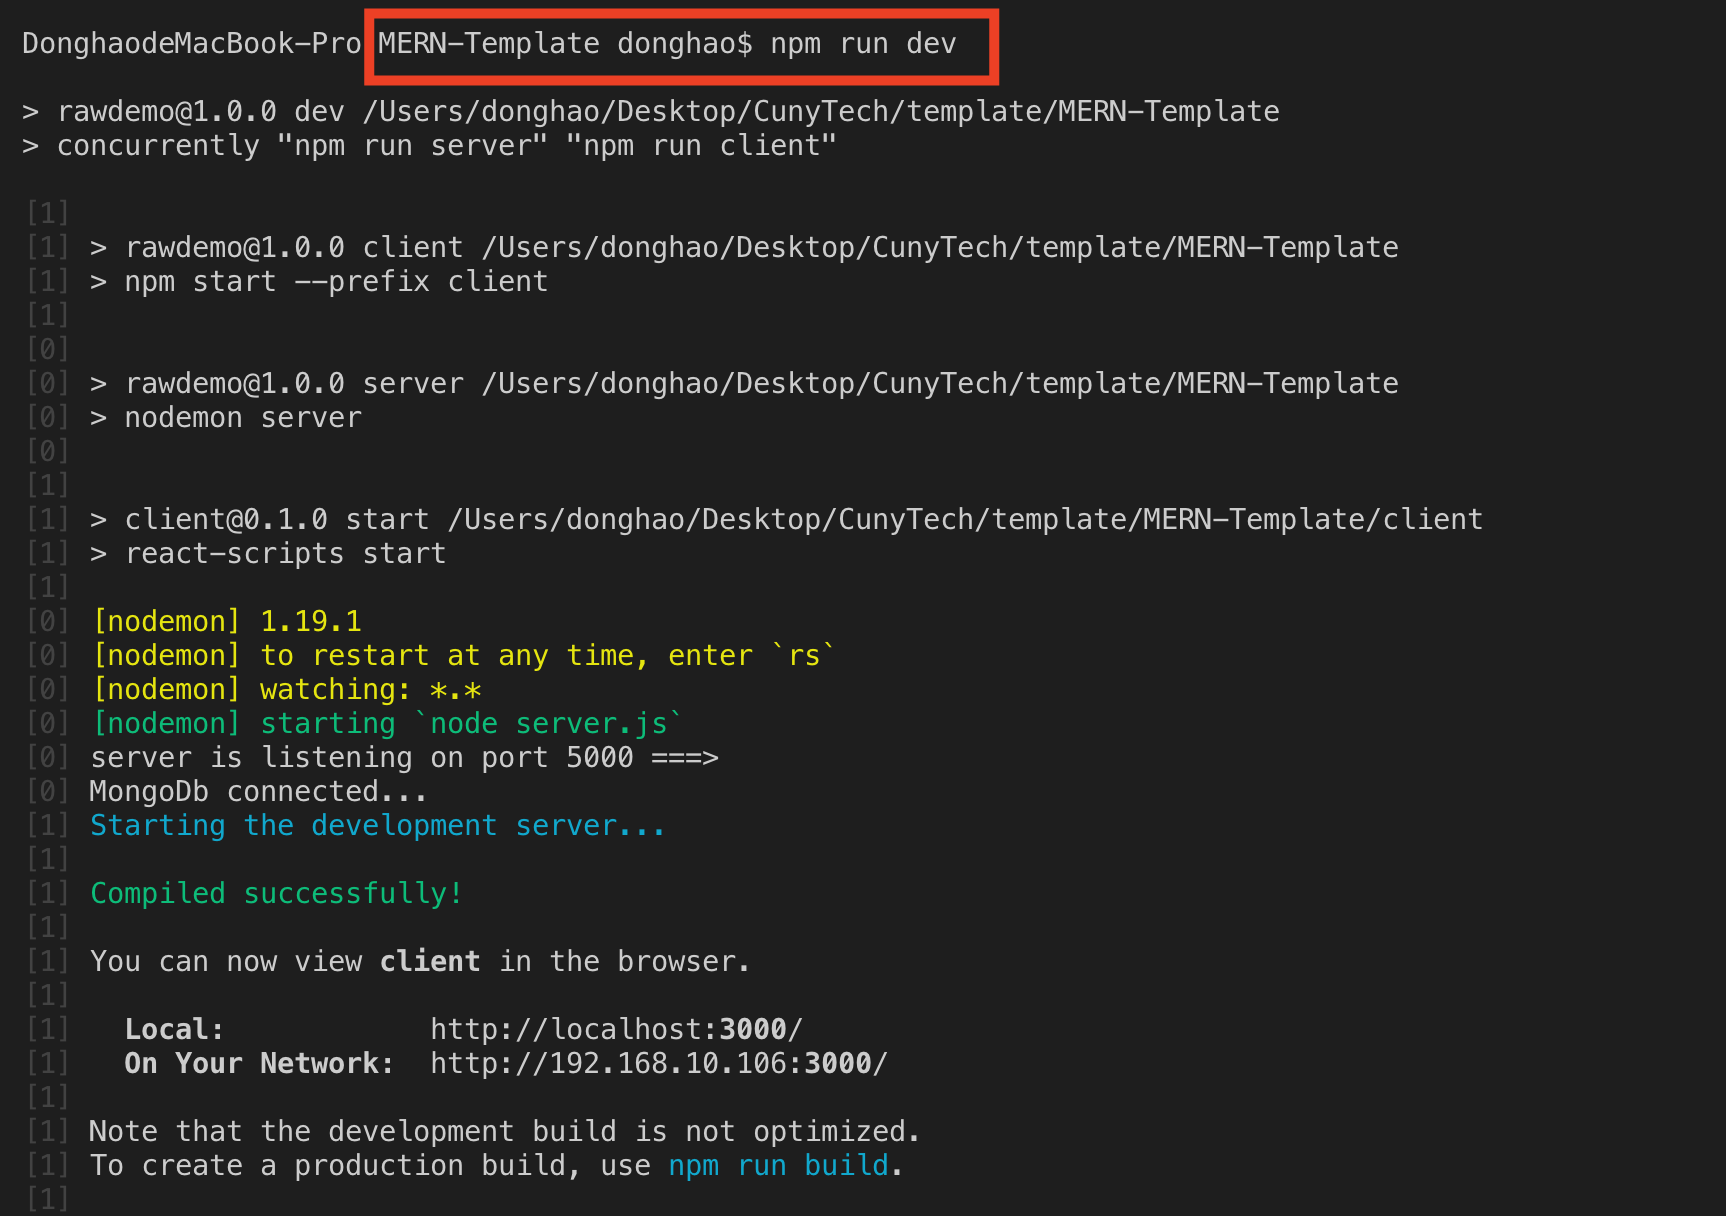 DonghaodeMacBook-Pro MERN-Template donghao$ npm run dev
> rawdemo@1.0.0 dev /Users/donghao/Desktop/CunyTech/template/MERN-Template
> concurrently "npm run server" "npm run client"
[1]
[1] > rawdemo@1.0.0 client /Users/donghao/Desktop/CunyTech/template/MERN-Template
[1] > npm start --prefix client
[1]
[0]
[0] > rawdemo@1.0.0 server /Users/donghao/Desktop/CunyTech/template/MERN-Template
[0] > nodemon server
[0]
[1]
[1] > client@0.1.0 start /Users/donghao/Desktop/CunyTech/template/MERN-Template/client
[1] > react-scripts start
[1]
[0] [nodemon] 1.19.1
[0] [nodemon] to restart at any time, enter `rs`
[0] [nodemon] watching: *.*
[0] [nodemon] starting `node server.js`
[0] server is listening on port 5000 ===>
[0] MongoDb connected...
[1] Starting the development server...
[1]
[1] Compiled successfully!
[1]
[1] You can now view client in the browser.
[1]
[1]   Local:            http://localhost:3000/
[1]   On Your Network:  http://192.168.10.106:3000/
[1]
[1] Note that the development build is not optimized.
[1] To create a production build, use npm run build.
[1]